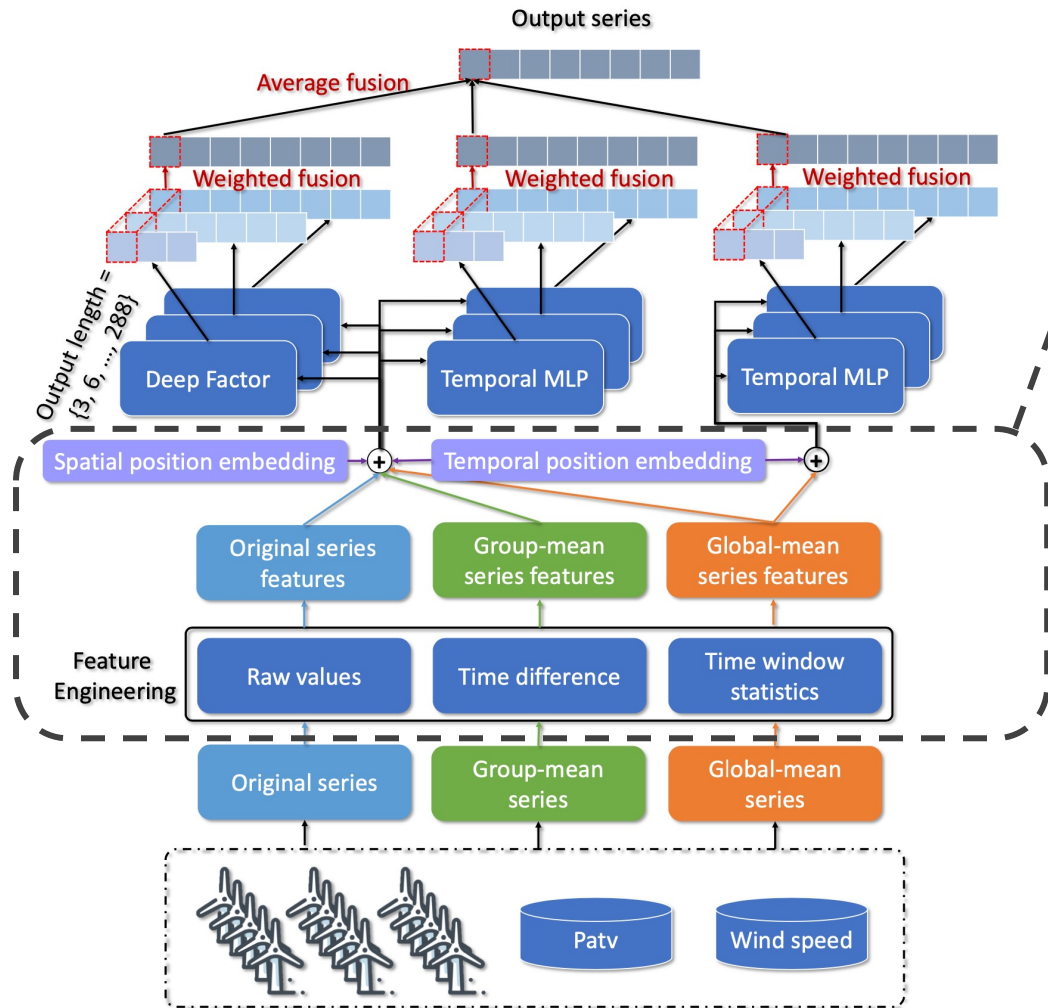 Output series
Average fusion
Weighted fusion
Weighted fusion
Weighted fusion
Output length =
{3, 6, ..., 288}
Deep Factor
Temporal MLP
Temporal MLP
Spatial position embedding
+
Temporal position embedding
+
Original series
features
Group-mean
series features
Global-mean
series features
Feature
Engineering
Raw values
Time difference
Time window
statistics
Original series
Group-mean
series
Global-mean
series
Patv
Wind speed